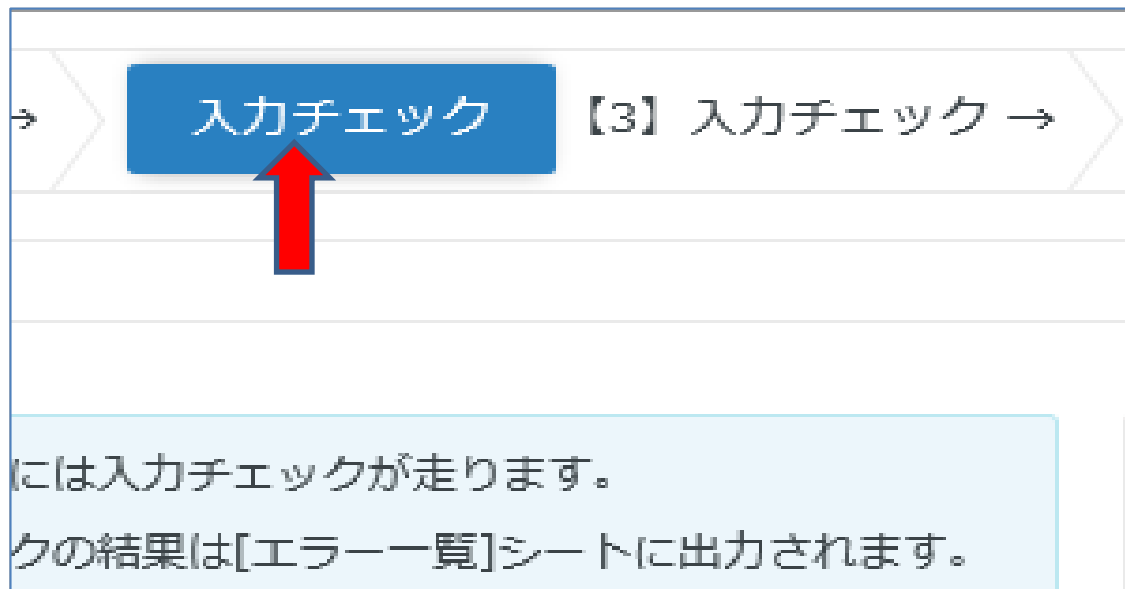 →
入力チェック
【3】入力チェック →
には入力チェックが走ります。
クの結果は[エラー一覧]シートに出力されます。